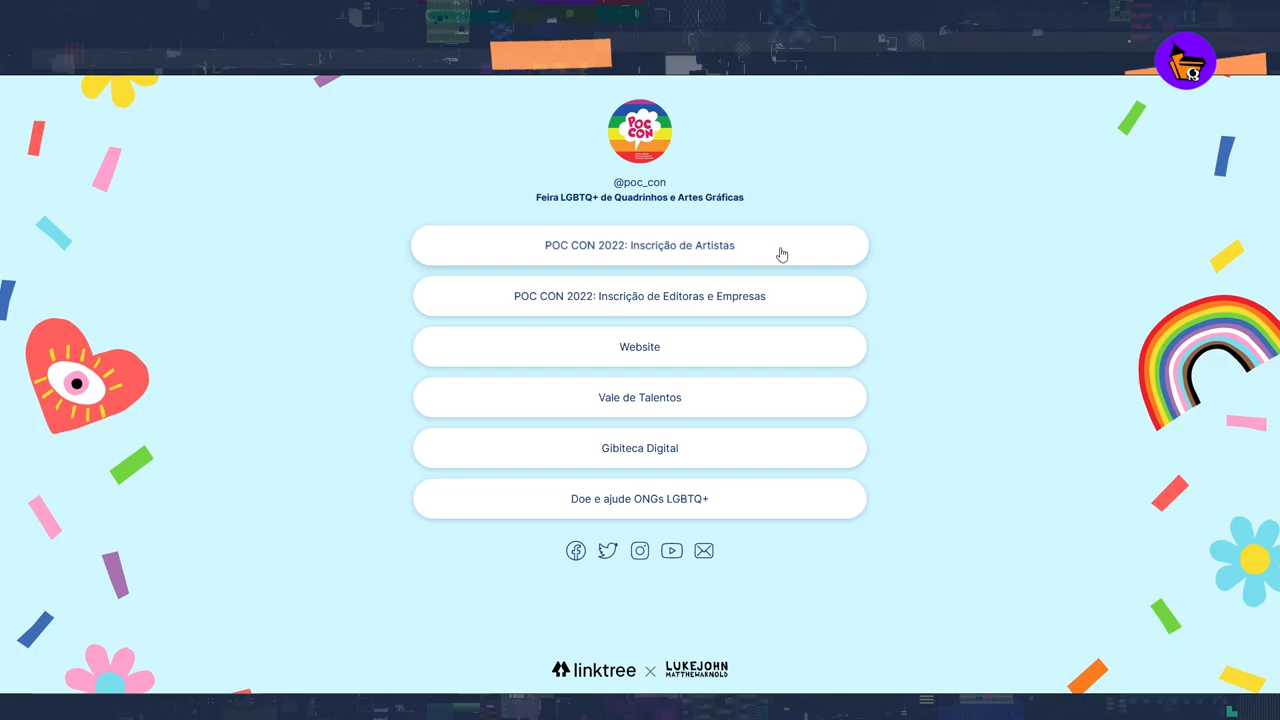 POC
CON
@poc_con
Feira LGBTQ+ de Quadrinhos e Artes Gráficas
POC CON 2022: Inscrição de Artistas
POC CON 2022: Inscrição de Editoras e Empresas
Website
Vale de Talentos
Gibiteca Digital
Doe e ajude ONGs LGBTQ+
linktree
LUKEJOHN
MATTHEWARNOLD